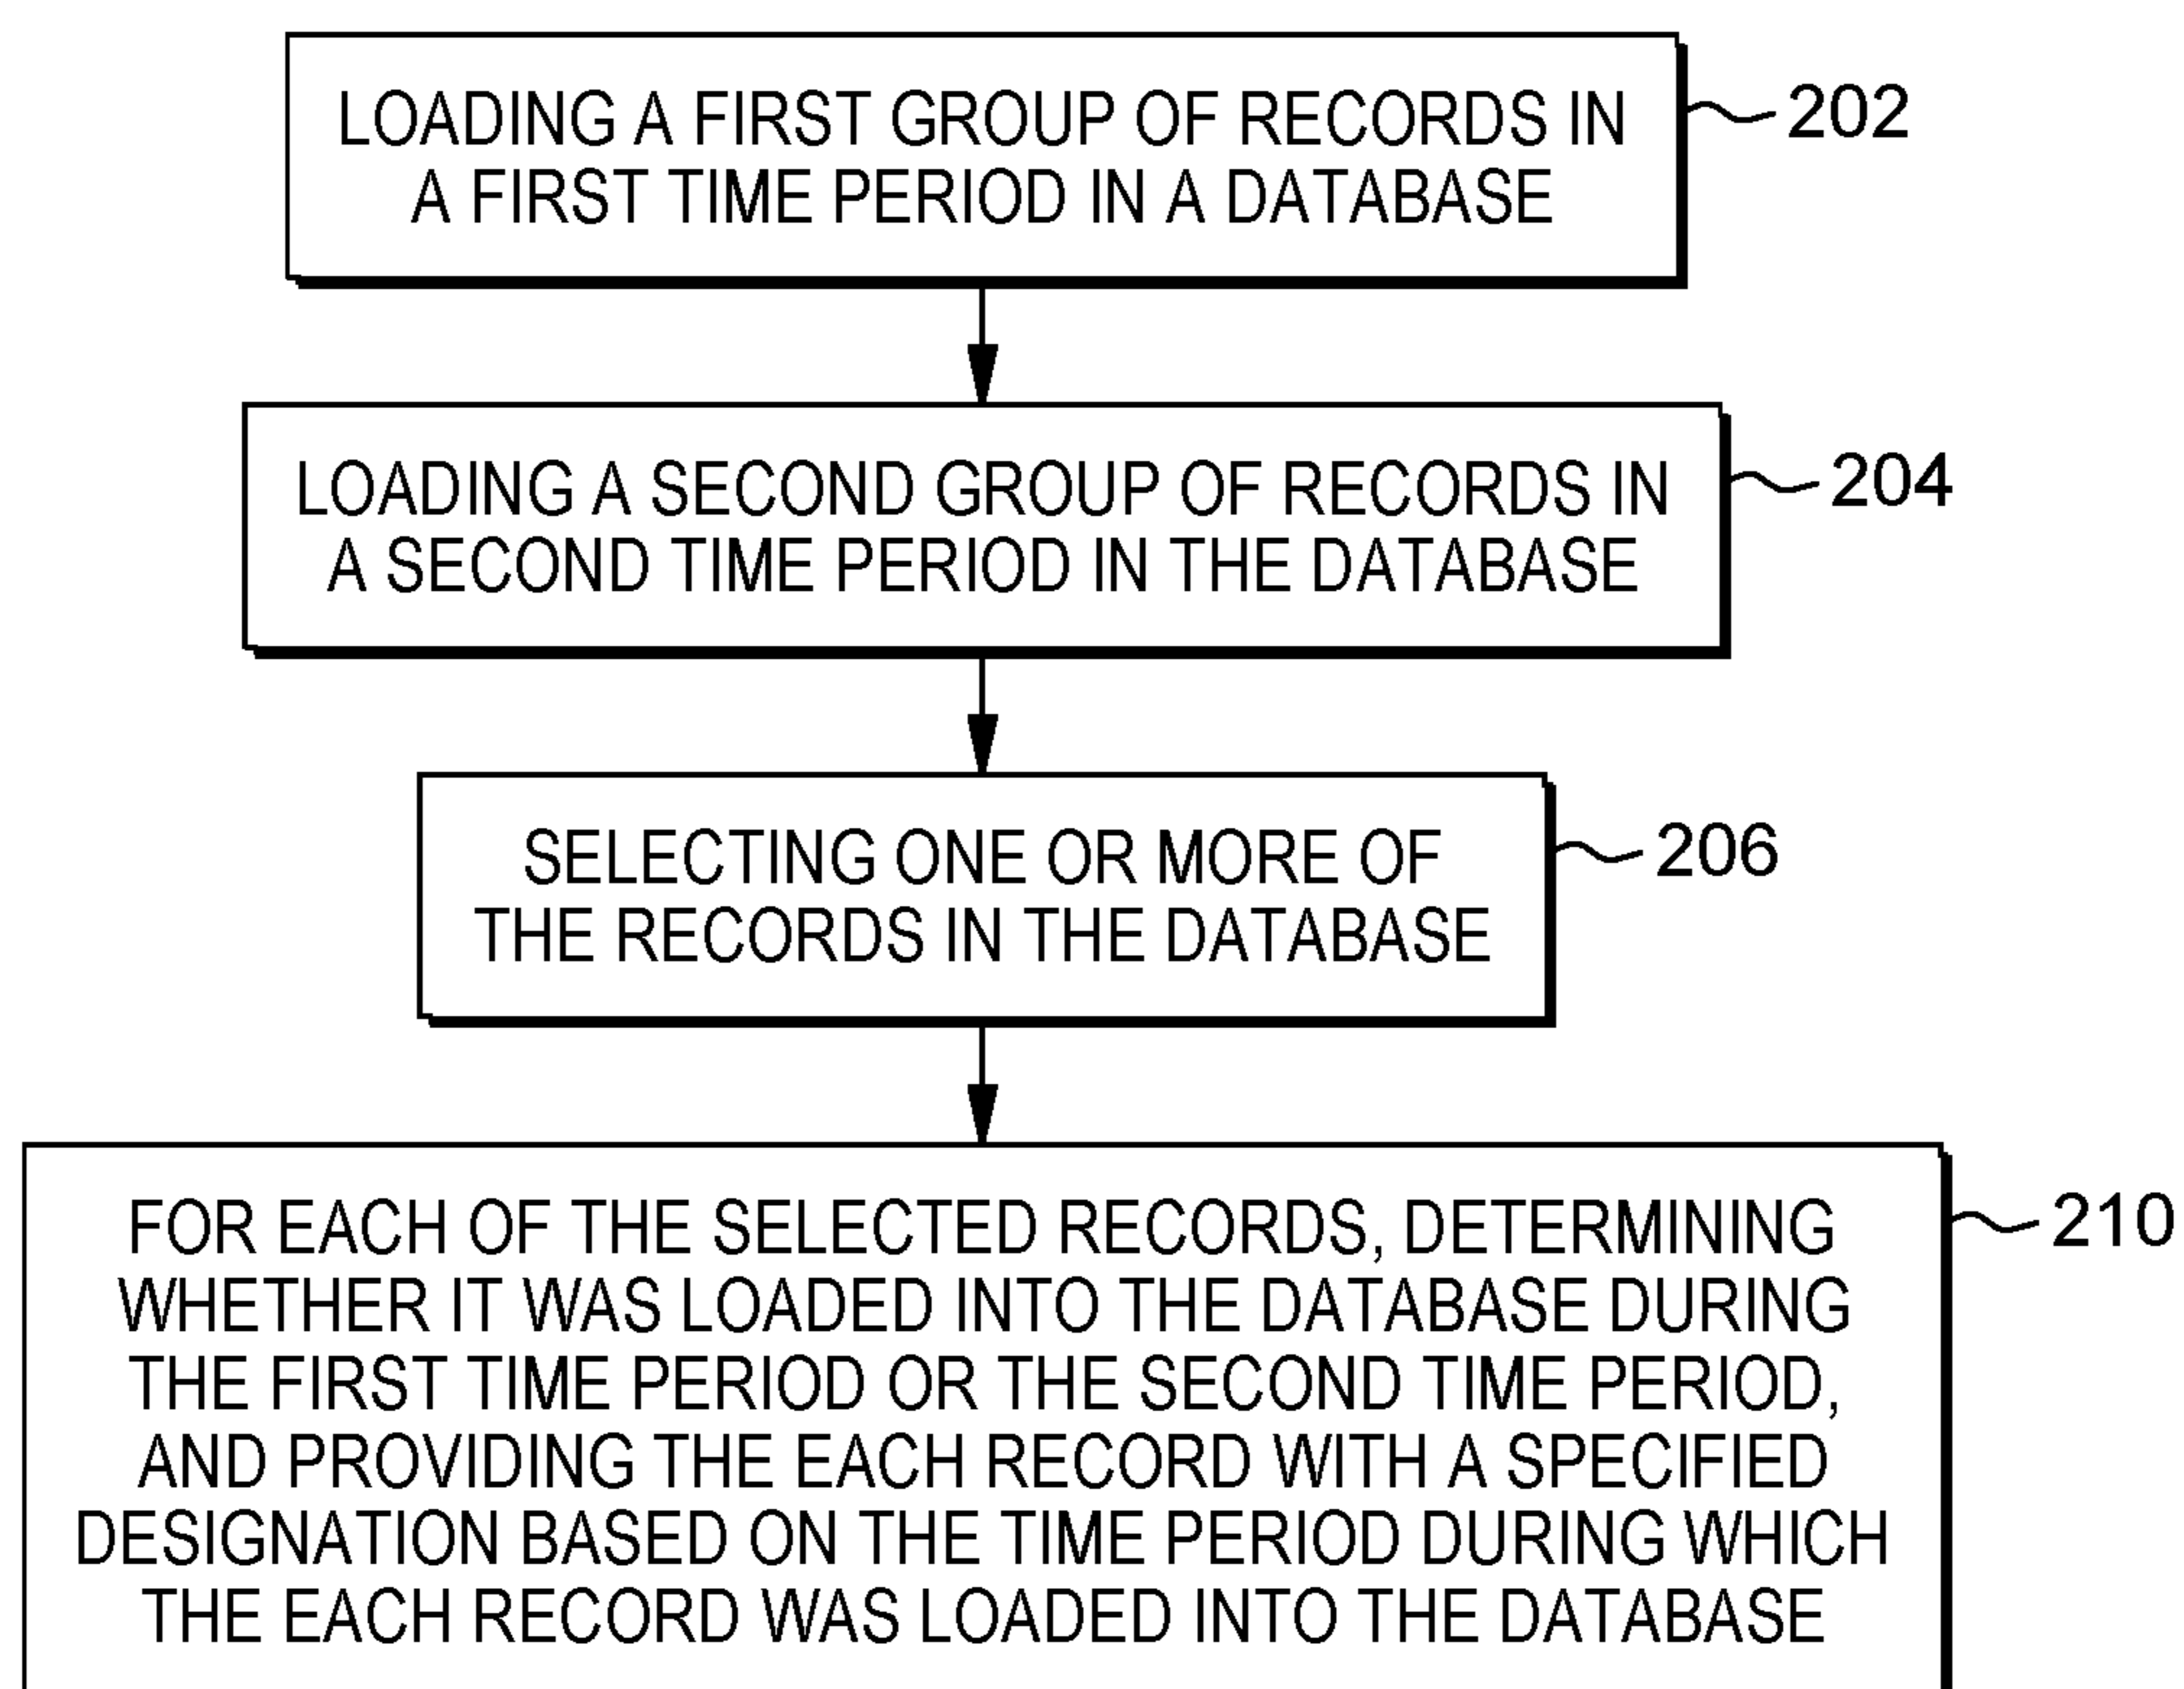 LOADING A FIRST GROUP OF RECORDS IN
A FIRST TIME PERIOD IN A DATABASE
202
LOADING A SECOND GROUP OF RECORDS IN
A SECOND TIME PERIOD IN THE DATABASE
204
SELECTING ONE OR MORE OF
THE RECORDS IN THE DATABASE
206
FOR EACH OF THE SELECTED RECORDS, DETERMINING
WHETHER IT WAS LOADED INTO THE DATABASE DURING
THE FIRST TIME PERIOD OR THE SECOND TIME PERIOD,
AND PROVIDING THE EACH RECORD WITH A SPECIFIED
DESIGNATION BASED ON THE TIME PERIOD DURING WHICH
THE EACH RECORD WAS LOADED INTO THE DATABASE
210